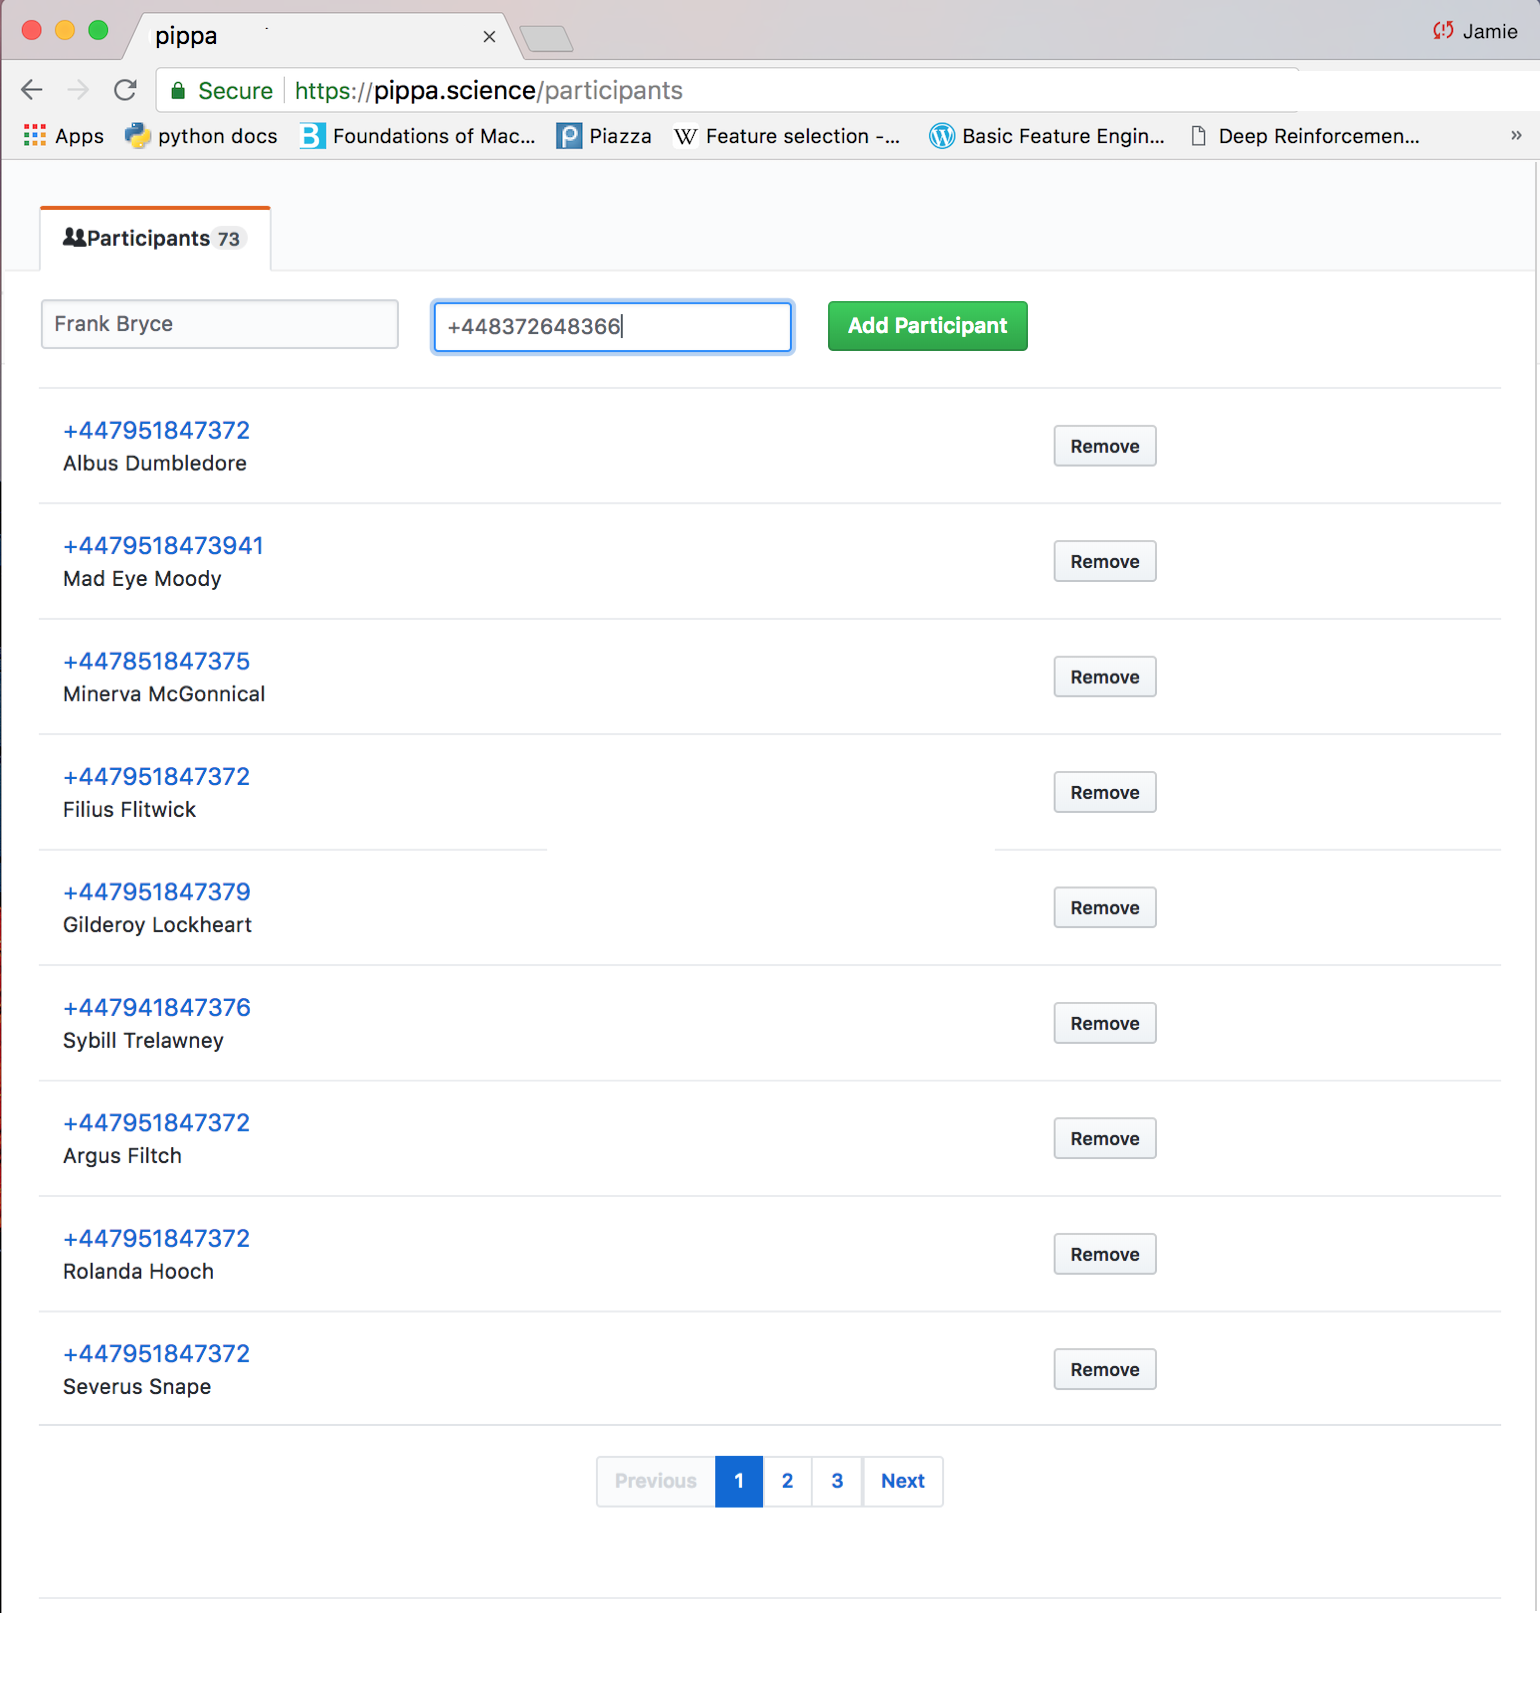 pippa
Jamie
Secure https://pippa.science/participants
Apps python docs Foundations of Mac... Piazza W Feature selection -... Basic Feature Engin... Deep Reinforcemen... »
Participants 73
Frank Bryce +448372648366 Add Participant
+447951847372
Albus Dumbledore
Remove
+4479518473941
Mad Eye Moody
Remove
+447851847375
Minerva McGonnical
Remove
+447951847372
Filius Flitwick
Remove
+447951847379
Gilderoy Lockheart
Remove
+447941847376
Sybill Trelawney
Remove
+447951847372
Argus Filtch
Remove
+447951847372
Rolanda Hooch
Remove
+447951847372
Severus Snape
Remove
Previous 1 2 3 Next